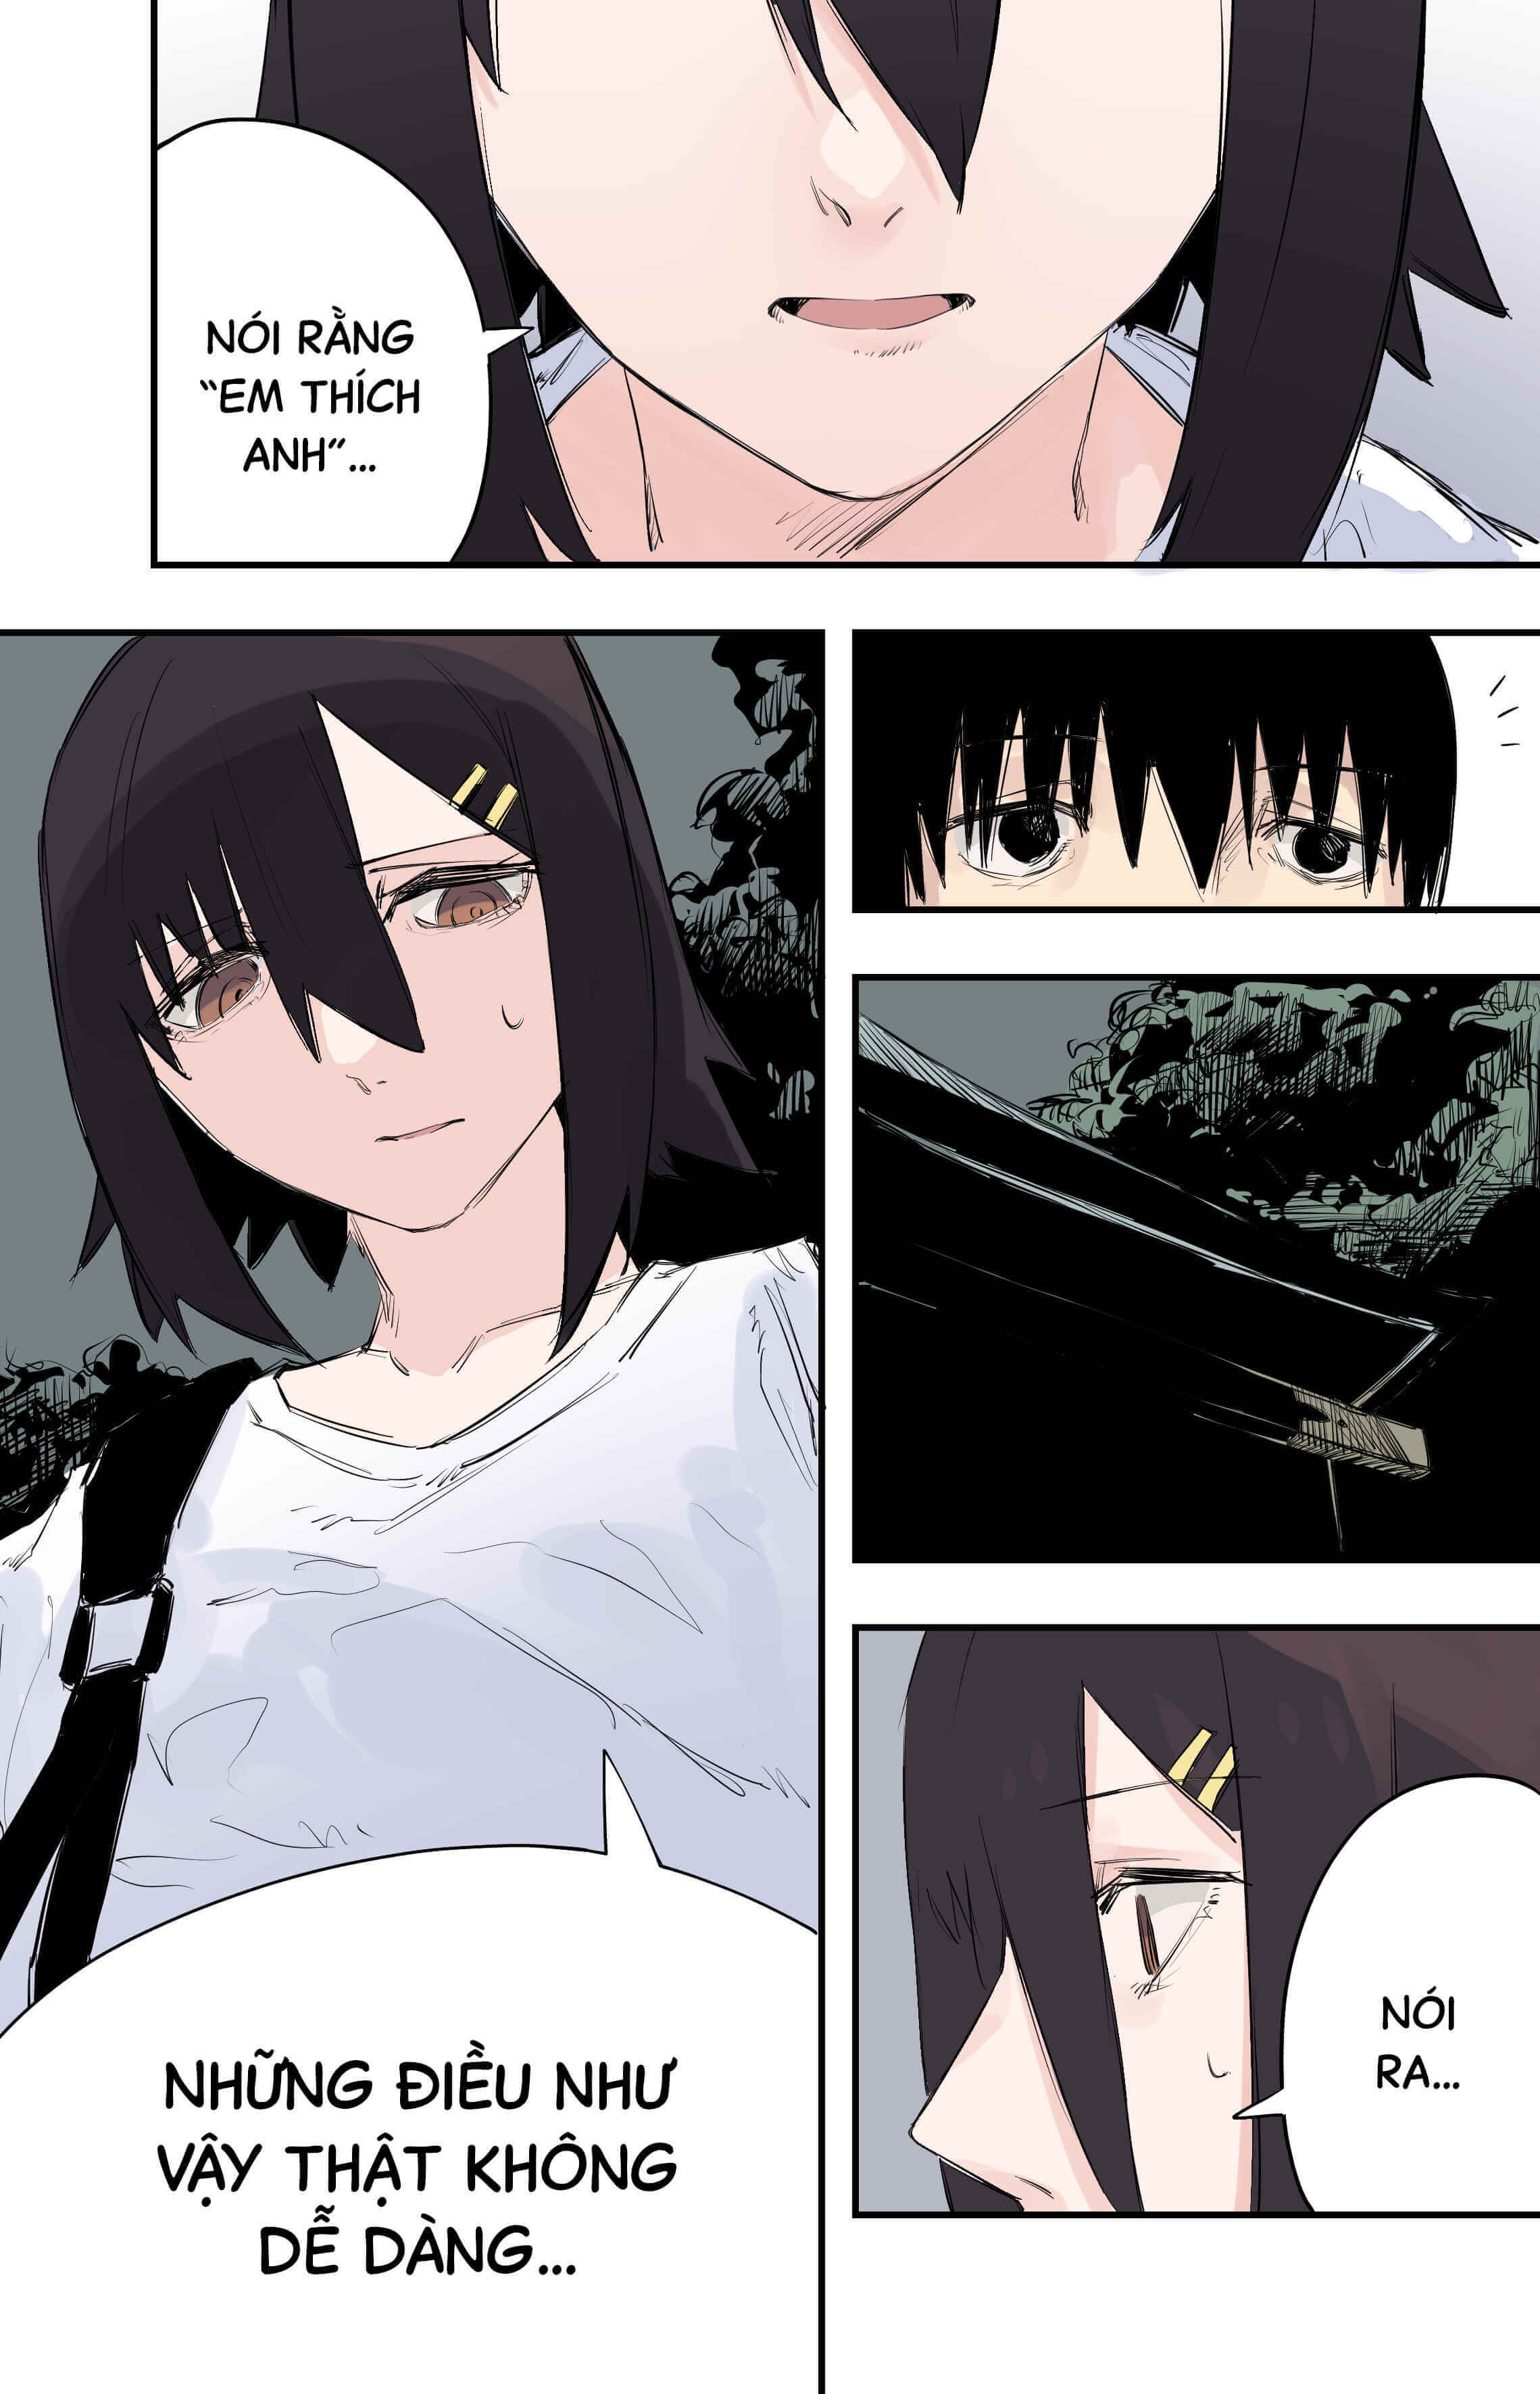 NÓI RẰNG
“EM THÍCH
ANH”...
NÓI
RA...
NHỮNG ĐIỀU NHƯ
VẬY THẬT KHÔNG
DỄ DÀNG...